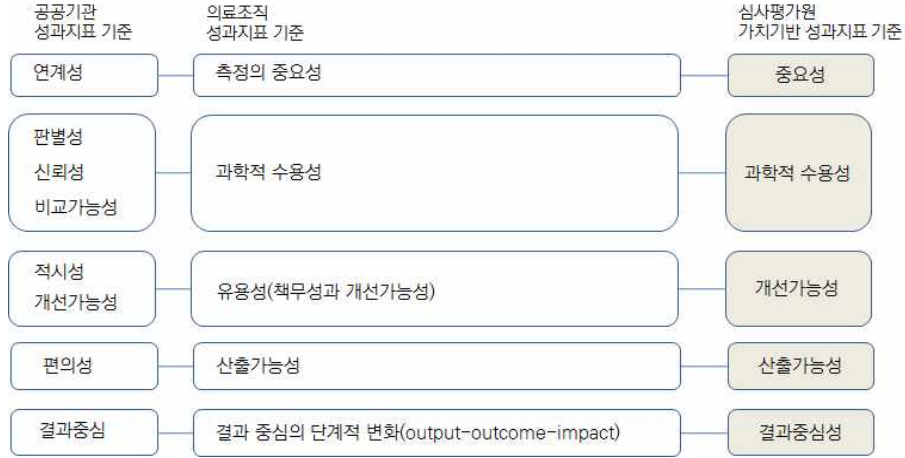 공공기관
성과지표 기준
의료조직
성과지표 기준
심사평가원
가치기반 성과지표 기준
연계성
측정의 중요성
중요성
판별성
신뢰성
비교가능성
과학적 수용성
과학적 수용성
적시성
개선가능성
유용성(책무성과 개선가능성)
개선가능성
편의성
산출가능성
산출가능성
결과중심
결과 중심의 단계적 변화(output-outcome-impact)
결과중심성